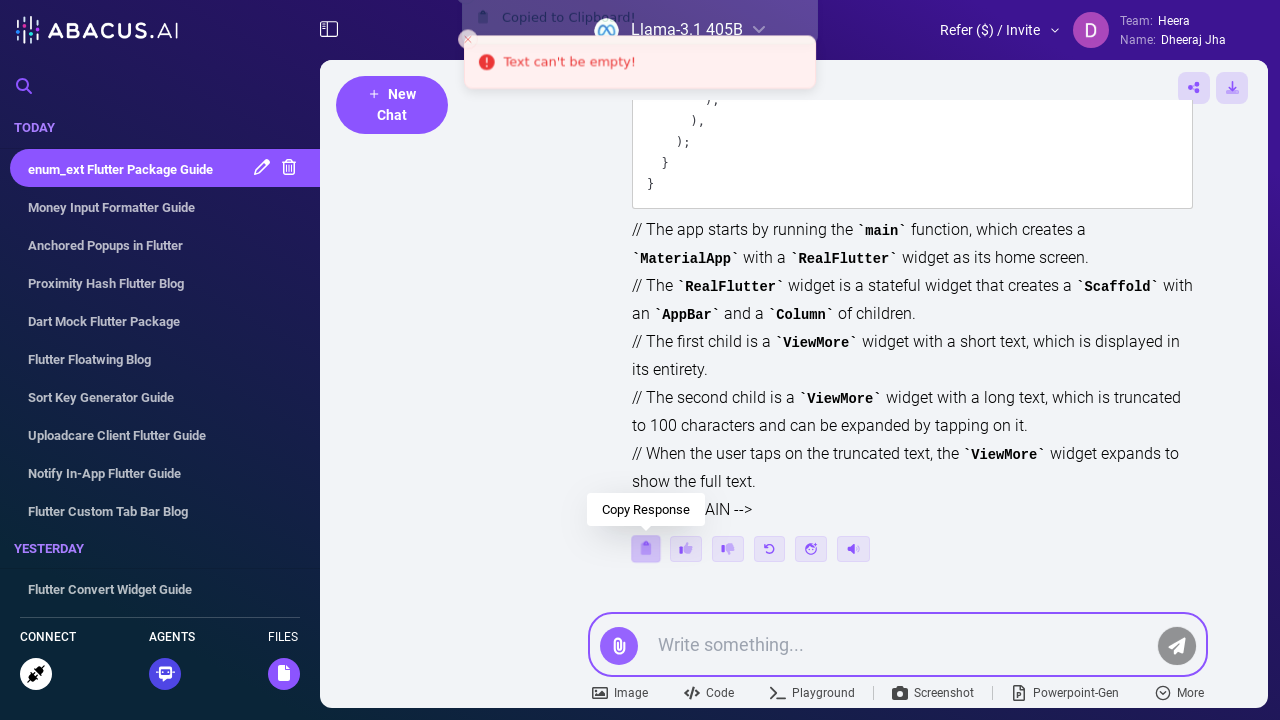 ABACUS.AI
TODAY
enum_ext Flutter Package Guide
Money Input Formatter Guide
Anchored Popups in Flutter
Proximity Hash Flutter Blog
Dart Mock Flutter Package
Flutter Floatwing Blog
Sort Key Generator Guide
Uploadcare Client Flutter Guide
Notify In-App Flutter Guide
Flutter Custom Tab Bar Blog
YESTERDAY
Flutter Convert Widget Guide
CONNECT
AGENTS
FILES
Copied to Clipboard!
Llama-3.1 405B
Text can't be empty!
Refer ($) / Invite
D
Team: Heera
Name: Dheeraj Jha
+ New
Chat
),
);
}
}
// The app starts by running the `main` function, which creates a
`MaterialApp` with a `RealFlutter` widget as its home screen.
// The `RealFlutter` widget is a stateful widget that creates a `Scaffold` with
an `AppBar` and a `Column` of children.
// The first child is a `ViewMore` widget with a short text, which is displayed in
its entirety.
// The second child is a `ViewMore` widget with a long text, which is truncated
to 100 characters and can be expanded by tapping on it.
// When the user taps on the truncated text, the `ViewMore` widget expands to
show the full text.
AIN -->
Copy Response
Write something...
Image
Code
Playground
Screenshot
Powerpoint-Gen
More